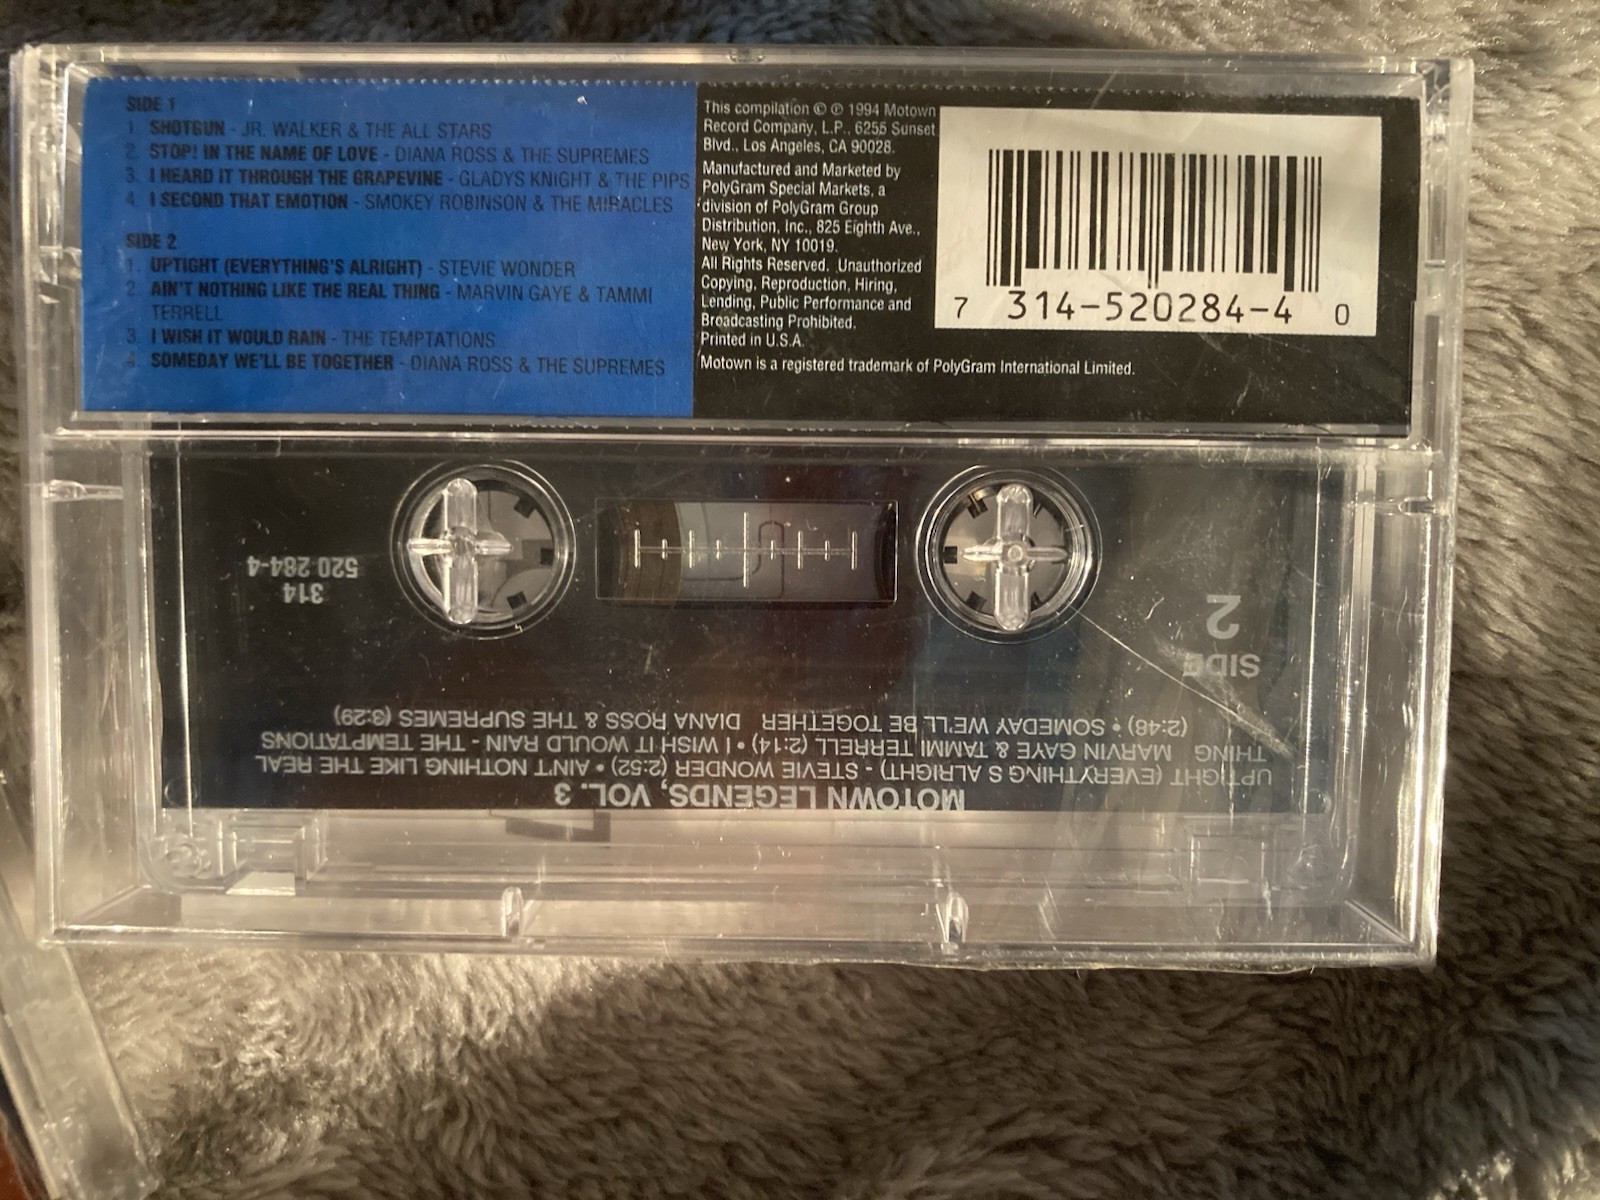 SIDE 1
1. SHOTGUN - JR. WALKER & THE ALL STARS
2. STOP! IN THE NAME OF LOVE - DIANA ROSS & THE SUPREMES
3. I HEARD IT THROUGH THE GRAPEVINE - GLADYS KNIGHT & THE PIPS
4. I SECOND THAT EMOTION - SMOKEY ROBINSON & THE MIRACLES
SIDE 2
1. UPTIGHT (EVERYTHING'S ALRIGHT) - STEVIE WONDER
2. AIN'T NOTHING LIKE THE REAL THING - MARVIN GAYE & TAMMI
TERRELL
3. I WISH IT WOULD RAIN - THE TEMPTATIONS
4. SOMEDAY WE'LL BE TOGETHER - DIANA ROSS & THE SUPREMES
This compilation © ℗ 1994 Motown
Record Company, L.P., 6255 Sunset
Blvd., Los Angeles, CA 90028.
Manufactured and Marketed by
PolyGram Special Markets, a
division of PolyGram Group
Distribution, Inc., 825 Eighth Ave.,
New York, NY 10019.
All Rights Reserved. Unauthorized
Copying, Reproduction, Hiring,
Lending, Public Performance and
Broadcasting Prohibited.
Printed in U.S.A.
Motown is a registered trademark of PolyGram International Limited.
7 314-520284-4 0
MOTOWN LEGENDS, VOL. 3
UPTIGHT (EVERYTHING S ALRIGHT) - STEVIE WONDER (2:52) • AIN'T NOTHING LIKE THE REAL
THING MARVIN GAYE & TAMMI TERRELL (2:14) • I WISH IT WOULD RAIN - THE TEMPTATIONS
(2:48) • SOMEDAY WE'LL BE TOGETHER DIANA ROSS & THE SUPREMES (3:29)
SIDE
2
314
520 284-4